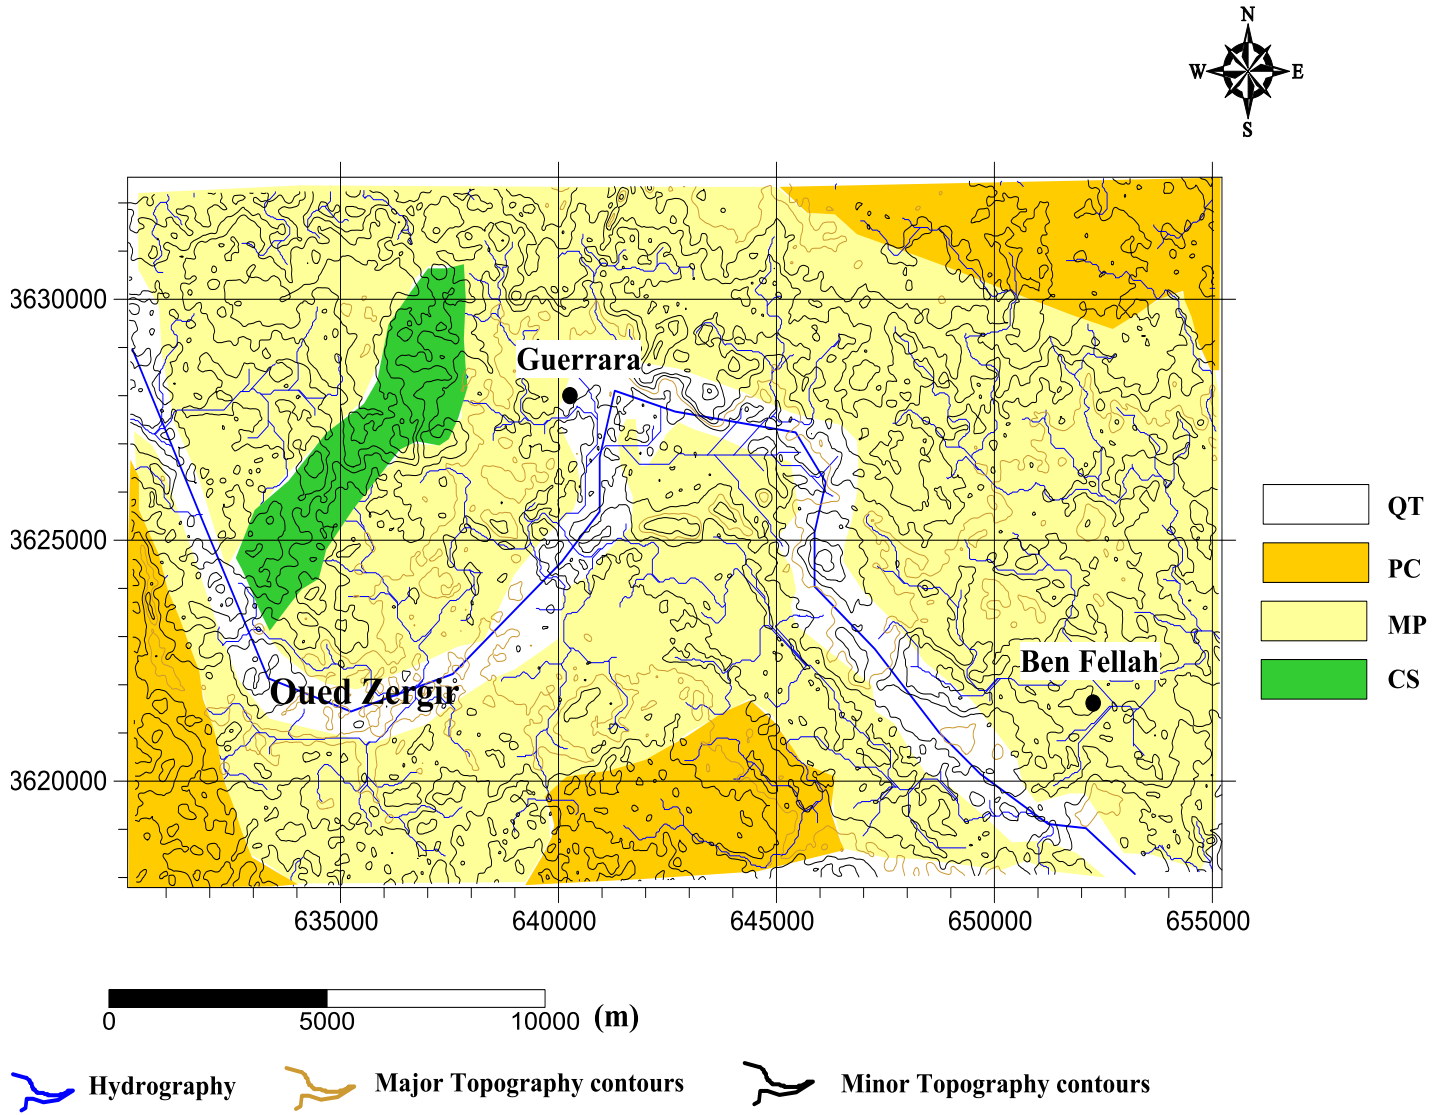 N
W E
S
3630000
3625000
3620000
Guerrara
Ben Fellah
Oued Zergir
635000 640000 645000 650000 655000
QT
PC
MP
CS
0 5000 10000 (m)
Hydrography Major Topography contours Minor Topography contours